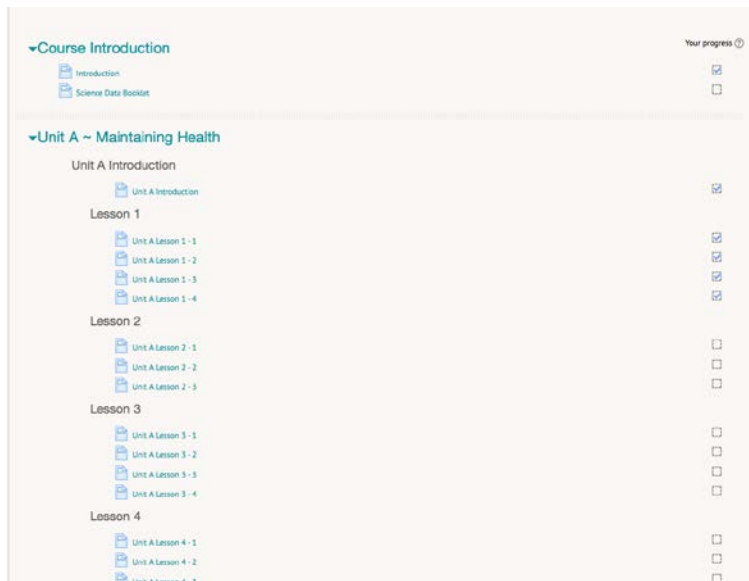 Your progress
Course Introduction
Introduction
Science Data Booklet
Unit A ~ Maintaining Health
Unit A Introduction
Unit A Introduction
Lesson 1
Unit A Lesson 1 - 1
Unit A Lesson 1 - 2
Unit A Lesson 1 - 3
Unit A Lesson 1 - 4
Lesson 2
Unit A Lesson 2 - 1
Unit A Lesson 2 - 2
Unit A Lesson 2 - 3
Lesson 3
Unit A Lesson 3 - 1
Unit A Lesson 3 - 2
Unit A Lesson 3 - 3
Unit A Lesson 3 - 4
Lesson 4
Unit A Lesson 4 - 1
Unit A Lesson 4 - 2